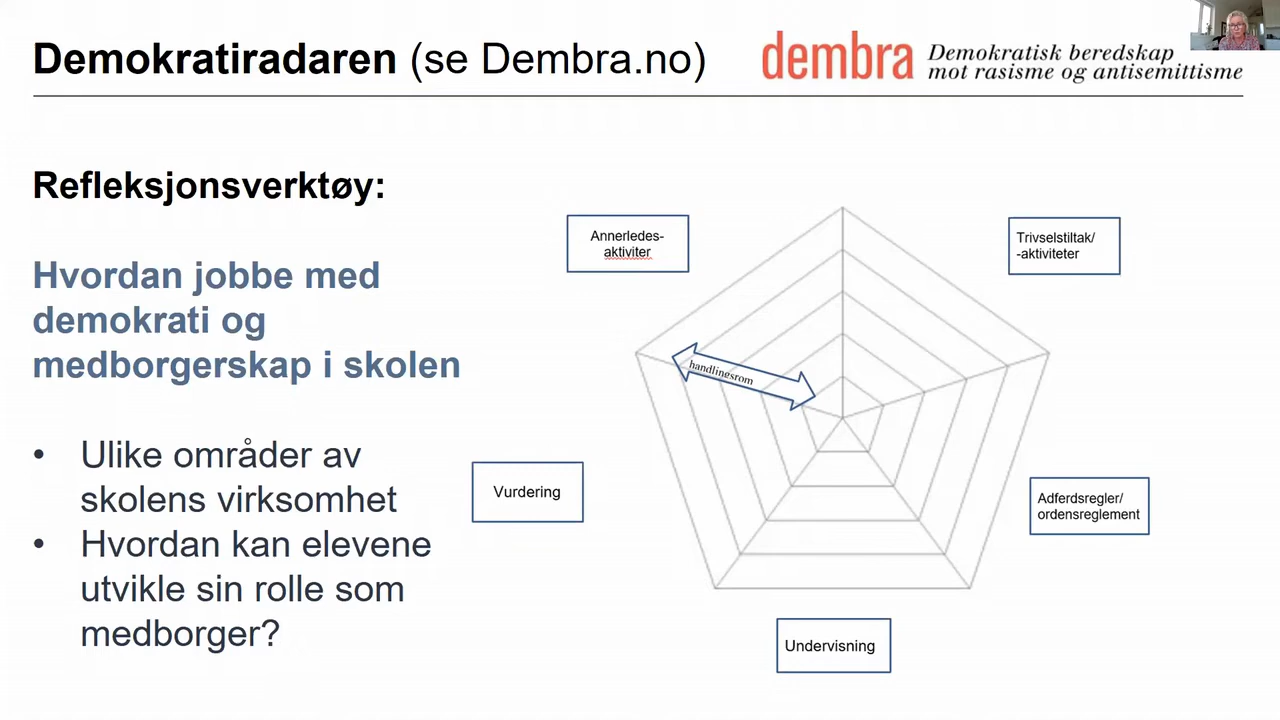 Demokratiradaren (se Dembra.no)
dembra
Demokratisk beredskap
mot rasisme og antisemittisme
Refleksjonsverktøy:
Hvordan jobbe med
demokrati og
medborgerskap i skolen
• Ulike områder av
skolens virksomhet
• Hvordan kan elevene
utvikle sin rolle som
medborger?
Annerledes-
aktiviter
Trivselstiltak/
-aktiviteter
handlingsrom
Vurdering
Adferdsregler/
ordensreglement
Undervisning